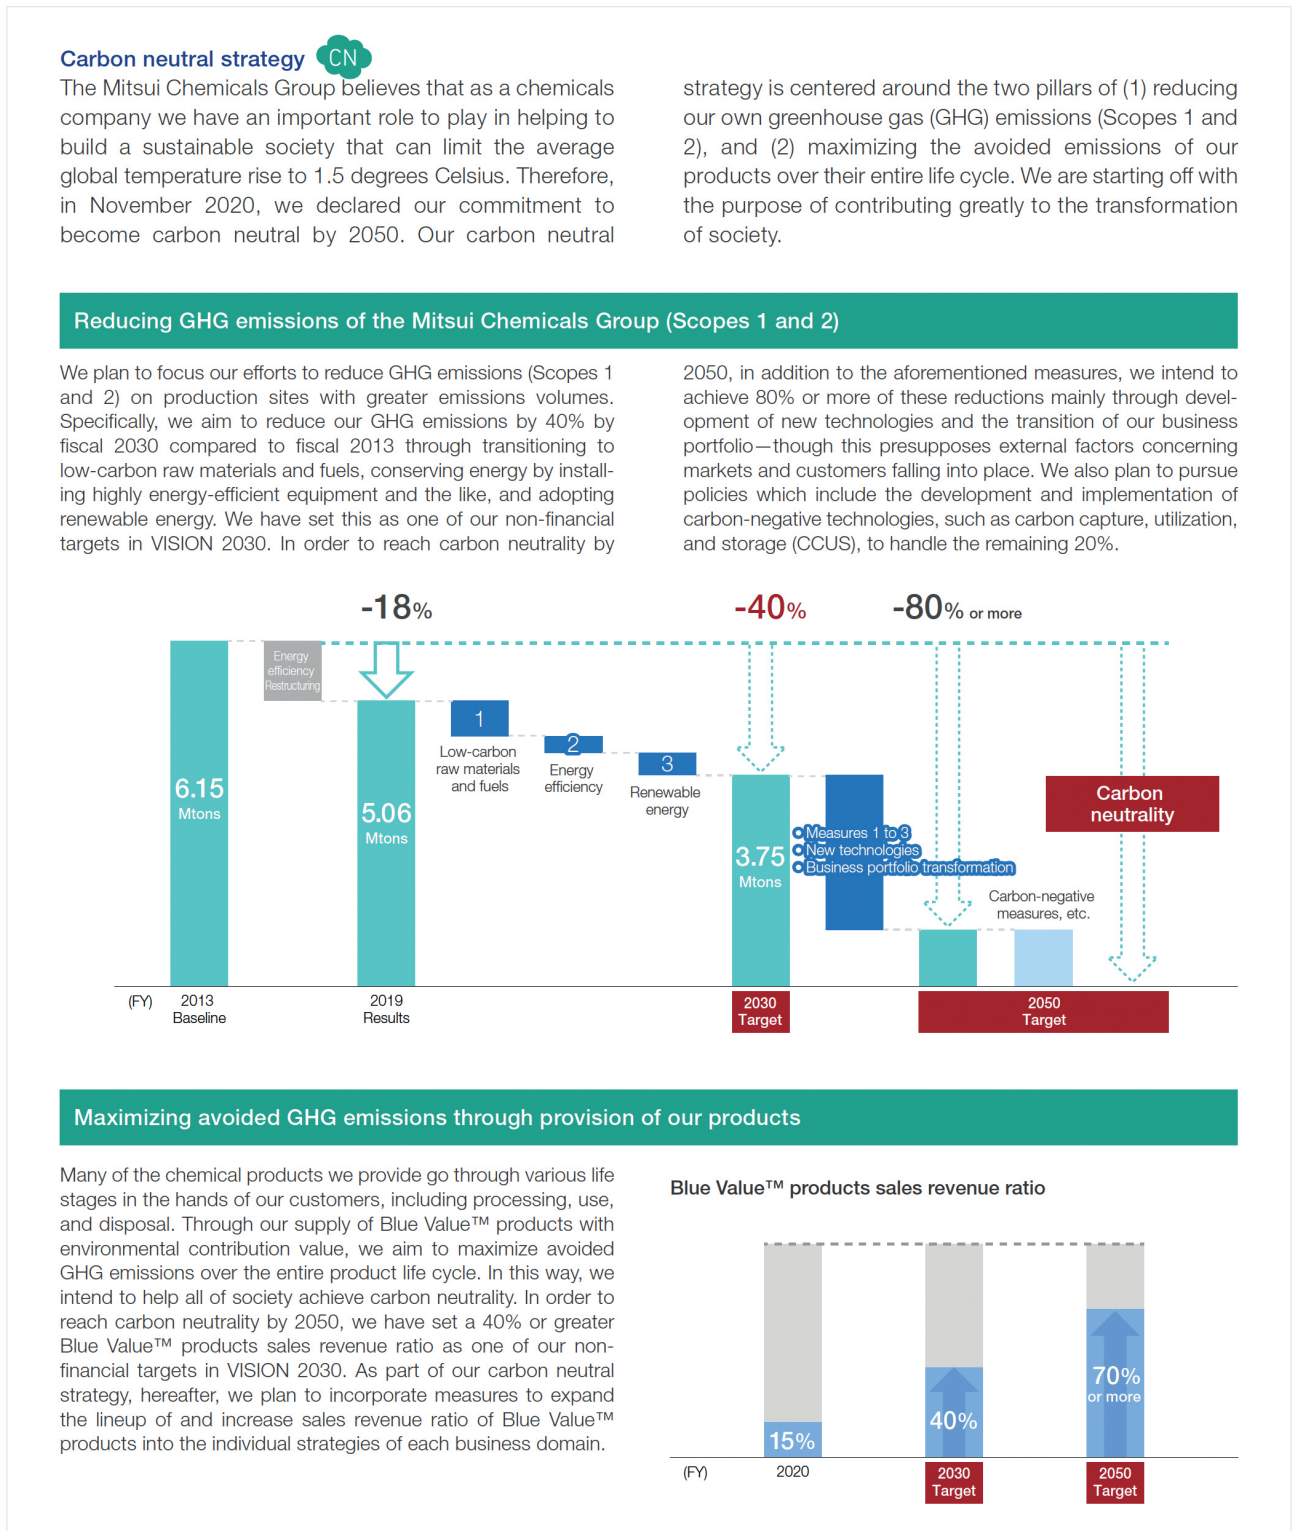 Carbon neutral strategy CN
The Mitsui Chemicals Group believes that as a chemicals
company we have an important role to play in helping to
build a sustainable society that can limit the average
global temperature rise to 1.5 degrees Celsius. Therefore,
in November 2020, we declared our commitment to
become carbon neutral by 2050. Our carbon neutral
strategy is centered around the two pillars of (1) reducing
our own greenhouse gas (GHG) emissions (Scopes 1 and
2), and (2) maximizing the avoided emissions of our
products over their entire life cycle. We are starting off with
the purpose of contributing greatly to the transformation
of society.
Reducing GHG emissions of the Mitsui Chemicals Group (Scopes 1 and 2)
We plan to focus our efforts to reduce GHG emissions (Scopes 1
and 2) on production sites with greater emissions volumes.
Specifically, we aim to reduce our GHG emissions by 40% by
fiscal 2030 compared to fiscal 2013 through transitioning to
low-carbon raw materials and fuels, conserving energy by install-
ing highly energy-efficient equipment and the like, and adopting
renewable energy. We have set this as one of our non-financial
targets in VISION 2030. In order to reach carbon neutrality by
2050, in addition to the aforementioned measures, we intend to
achieve 80% or more of these reductions mainly through devel-
opment of new technologies and the transition of our business
portfolio—though this presupposes external factors concerning
markets and customers falling into place. We also plan to pursue
policies which include the development and implementation of
carbon-negative technologies, such as carbon capture, utilization,
and storage (CCUS), to handle the remaining 20%.
-18%
-40%
-80% or more
Energy
efficiency
Restructuring
6.15
Mtons
5.06
Mtons
1
Low-carbon
raw materials
and fuels
2
Energy
efficiency
3
Renewable
energy
3.75
Mtons
Measures 1 to 3
New technologies
Business portfolio transformation
Carbon-negative
measures, etc.
Carbon
neutrality
(FY)
2013
Baseline
2019
Results
2030
Target
2050
Target
Maximizing avoided GHG emissions through provision of our products
Many of the chemical products we provide go through various life
stages in the hands of our customers, including processing, use,
and disposal. Through our supply of Blue Value™ products with
environmental contribution value, we aim to maximize avoided
GHG emissions over the entire product life cycle. In this way, we
intend to help all of society achieve carbon neutrality. In order to
reach carbon neutrality by 2050, we have set a 40% or greater
Blue Value™ products sales revenue ratio as one of our non-
financial targets in VISION 2030. As part of our carbon neutral
strategy, hereafter, we plan to incorporate measures to expand
the lineup of and increase sales revenue ratio of Blue Value™
products into the individual strategies of each business domain.
Blue Value™ products sales revenue ratio
15%
40%
70%
or more
(FY)
2020
2030
Target
2050
Target